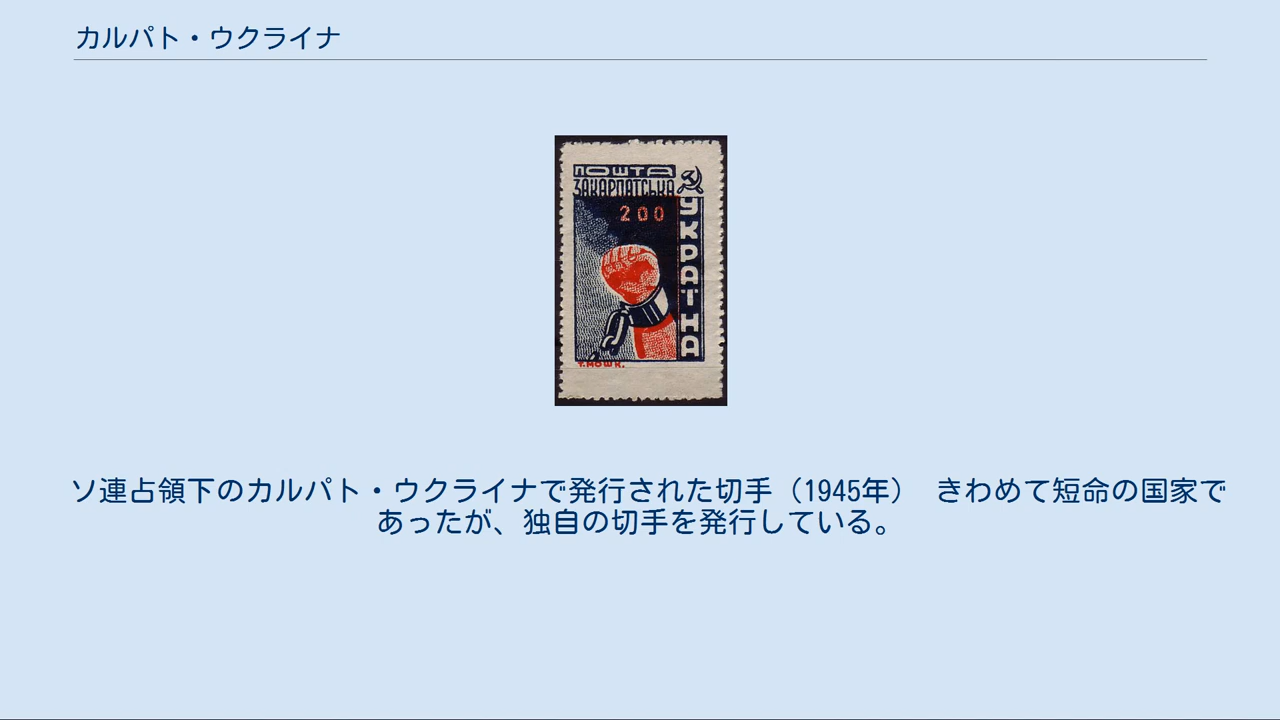 カルパト・ウクライナ
ПОШТА
ЗАКАРПАТСЬКА
УКРАЇНА
200
Т.МОШК.
ソ連占領下のカルパト・ウクライナで発行された切手（1945年） きわめて短命の国家で
あったが、独自の切手を発行している。